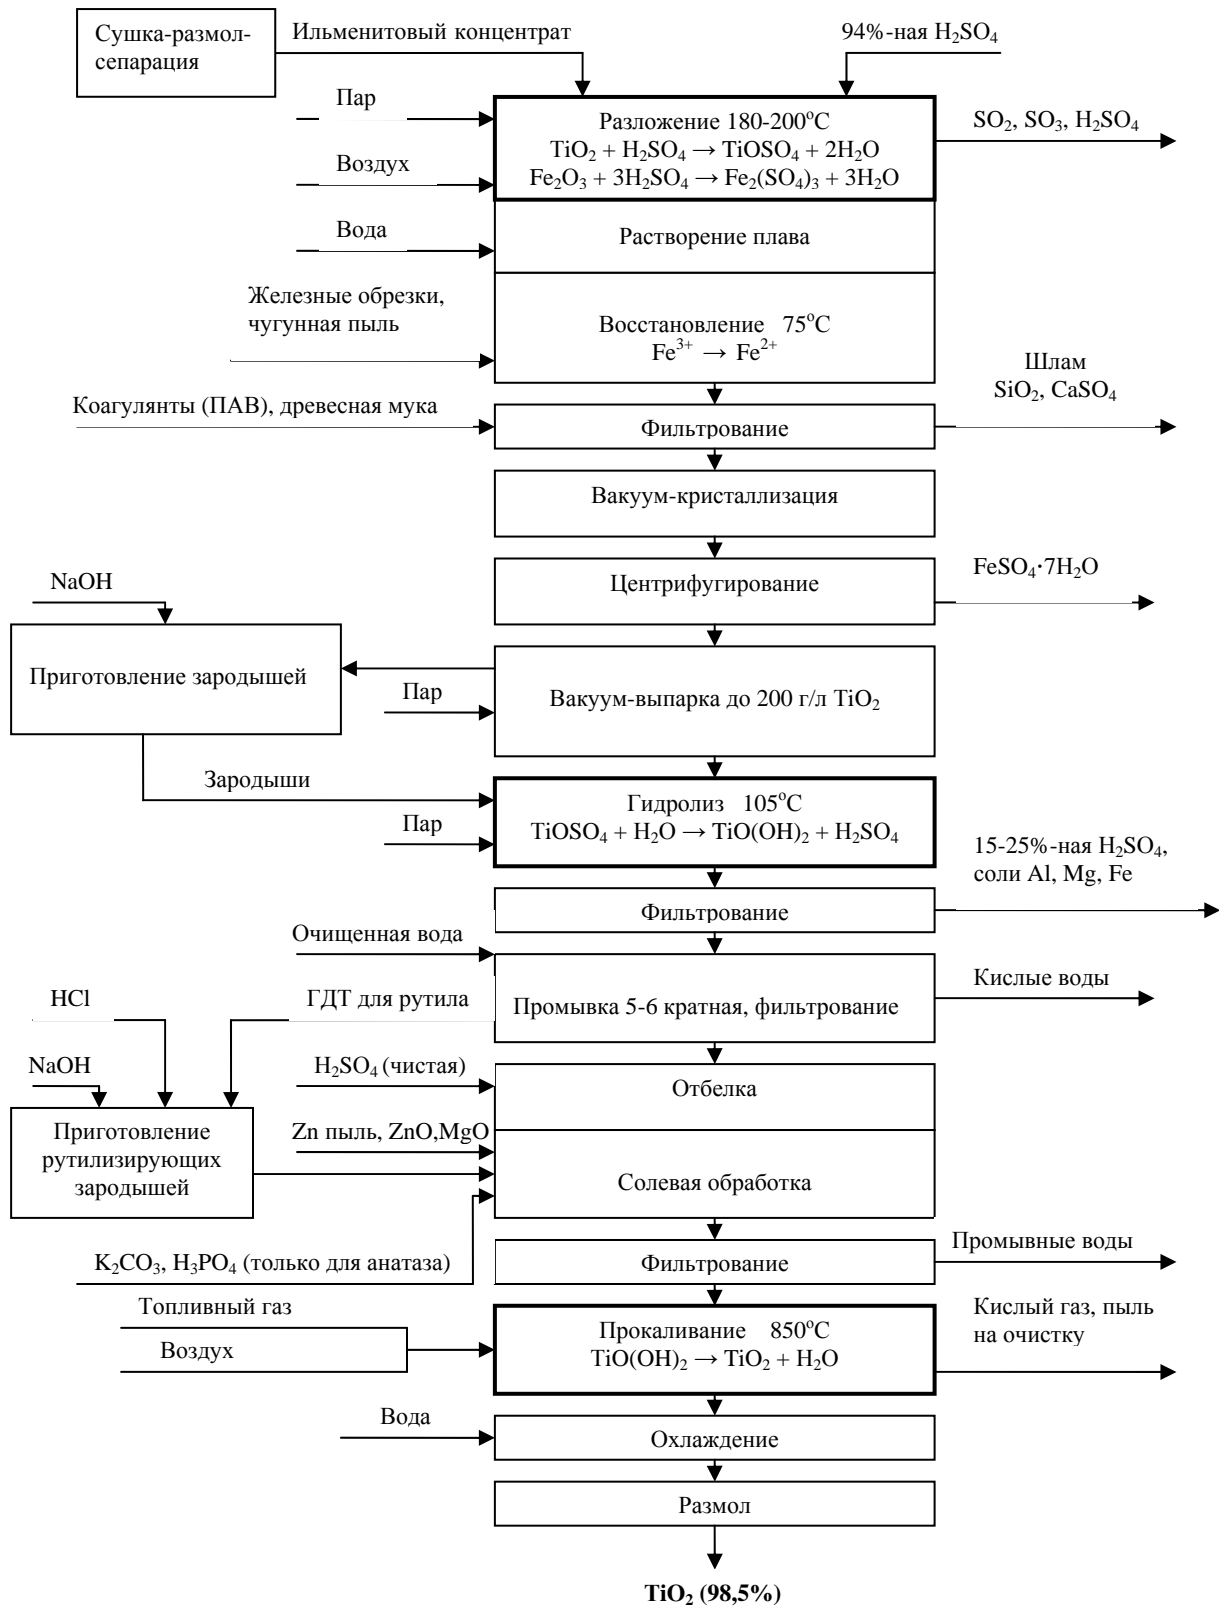 Сушка-размол-
сепарация
Ильменитовый концентрат
94%-ная H₂SO₄
Пар
Воздух
Разложение 180-200°С
TiO₂ + H₂SO₄ → TiOSO₄ + 2H₂O
Fe₂O₃ + 3H₂SO₄ → Fe₂(SO₄)₃ + 3H₂O
SO₂, SO₃, H₂SO₄
Вода
Растворение плава
Железные обрезки,
чугунная пыль
Восстановление 75°С
Fe³⁺ → Fe²⁺
Шлам
SiO₂, CaSO₄
Коагулянты (ПАВ), древесная мука
Фильтрование
Вакуум-кристаллизация
Центрифугирование
FeSO₄·7H₂O
NaOH
Приготовление зародышей
Пар
Вакуум-выпарка до 200 г/л TiO₂
Зародыши
Пар
Гидролиз 105°С
TiOSO₄ + H₂O → TiO(OH)₂ + H₂SO₄
15-25%-ная H₂SO₄,
соли Al, Mg, Fe
Фильтрование
Очищенная вода
HCl
ГДТ для рутила
Промывка 5-6 кратная, фильтрование
Кислые воды
NaOH
H₂SO₄ (чистая)
Отбелка
Приготовление
рутилизирующих
зародышей
Zn пыль, ZnO,MgO
Солевая обработка
K₂CO₃, H₃PO₄ (только для анатаза)
Фильтрование
Промывные воды
Топливный газ
Воздух
Прокаливание 850°С
TiO(OH)₂ → TiO₂ + H₂O
Кислый газ, пыль
на очистку
Вода
Охлаждение
Размол
TiO₂ (98,5%)